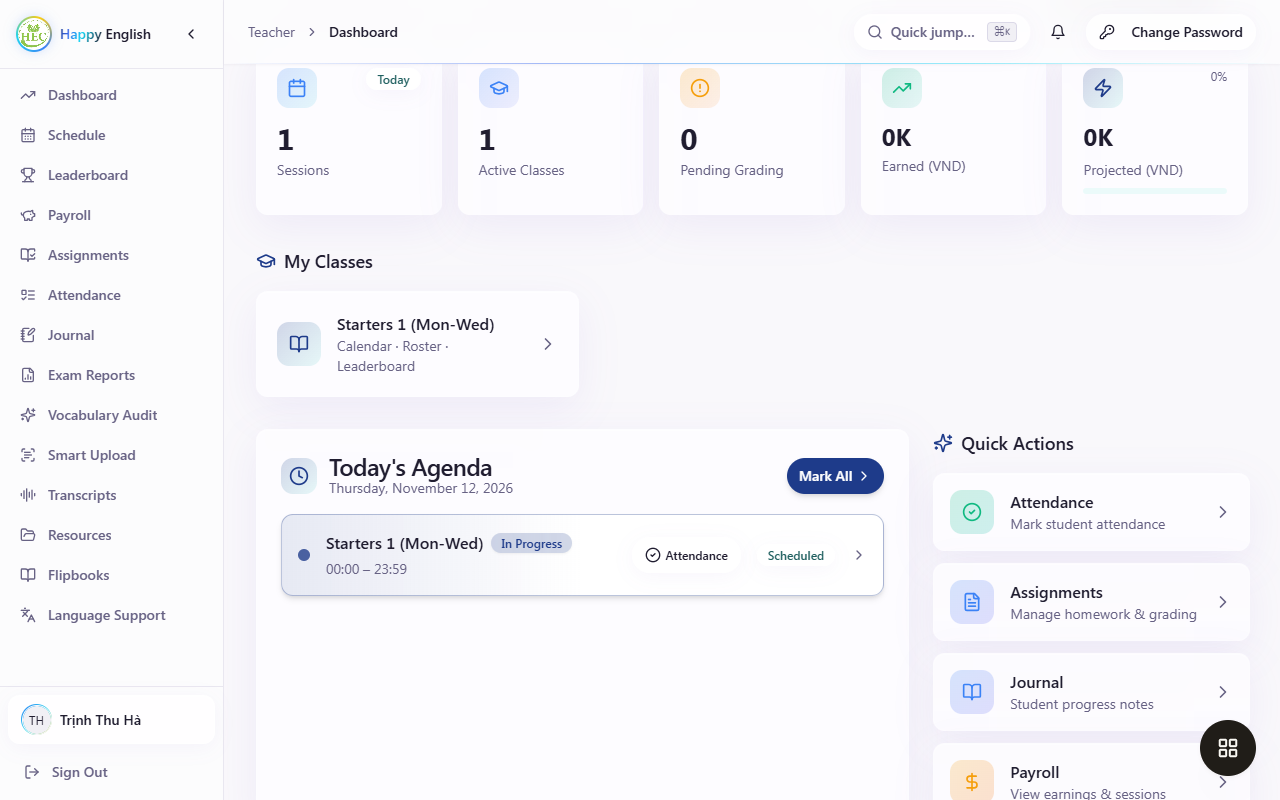 HEC
Happy English
Dashboard
Schedule
Leaderboard
Payroll
Assignments
Attendance
Journal
Exam Reports
Vocabulary Audit
Smart Upload
Transcripts
Resources
Flipbooks
Language Support
TH
Trịnh Thu Hà
Sign Out
Teacher
Dashboard
Quick jump...
⌘K
Change Password
Today
1
Sessions
1
Active Classes
0
Pending Grading
0K
Earned (VND)
0%
0K
Projected (VND)
My Classes
Starters 1 (Mon-Wed)
Calendar · Roster ·
Leaderboard
Today's Agenda
Thursday, November 12, 2026
Mark All
Starters 1 (Mon-Wed)
In Progress
00:00 – 23:59
Attendance
Scheduled
Quick Actions
Attendance
Mark student attendance
Assignments
Manage homework & grading
Journal
Student progress notes
Payroll
View earnings & sessions